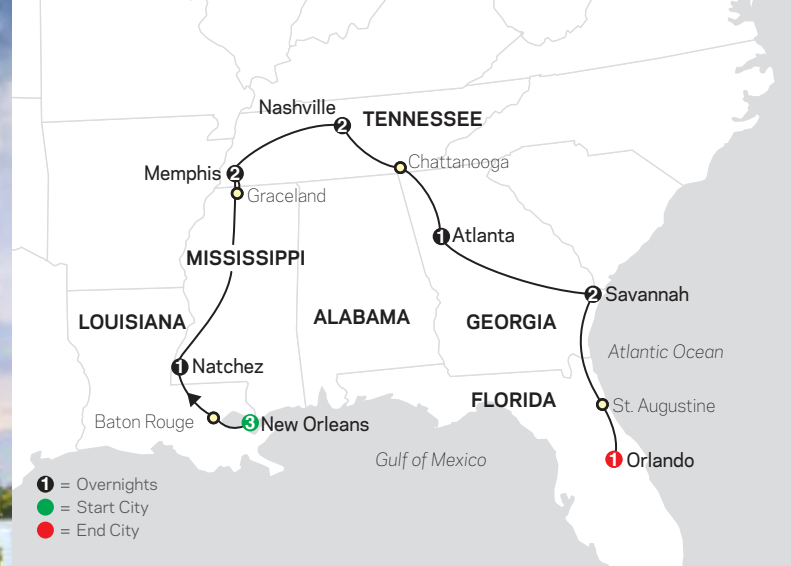 Nashville
2
TENNESSEE
Chattanooga
Memphis
2
Graceland
1
Atlanta
MISSISSIPPI
2
Savannah
LOUISIANA
ALABAMA
GEORGIA
Atlantic Ocean
1
Natchez
FLORIDA
St. Augustine
Baton Rouge
3
New Orleans
Gulf of Mexico
1
Orlando
1 = Overnights
= Start City
= End City